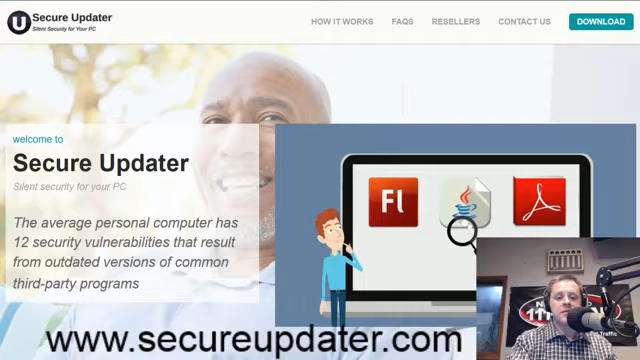 Secure Updater
Silent Security for Your PC
HOW IT WORKS FAQS RESELLERS CONTACT US DOWNLOAD
welcome to
Secure Updater
Silent security for your PC
The average personal computer has
12 security vulnerabilities that result
from outdated versions of common
third-party programs
Fl
www.secureupdater.com
Traffic